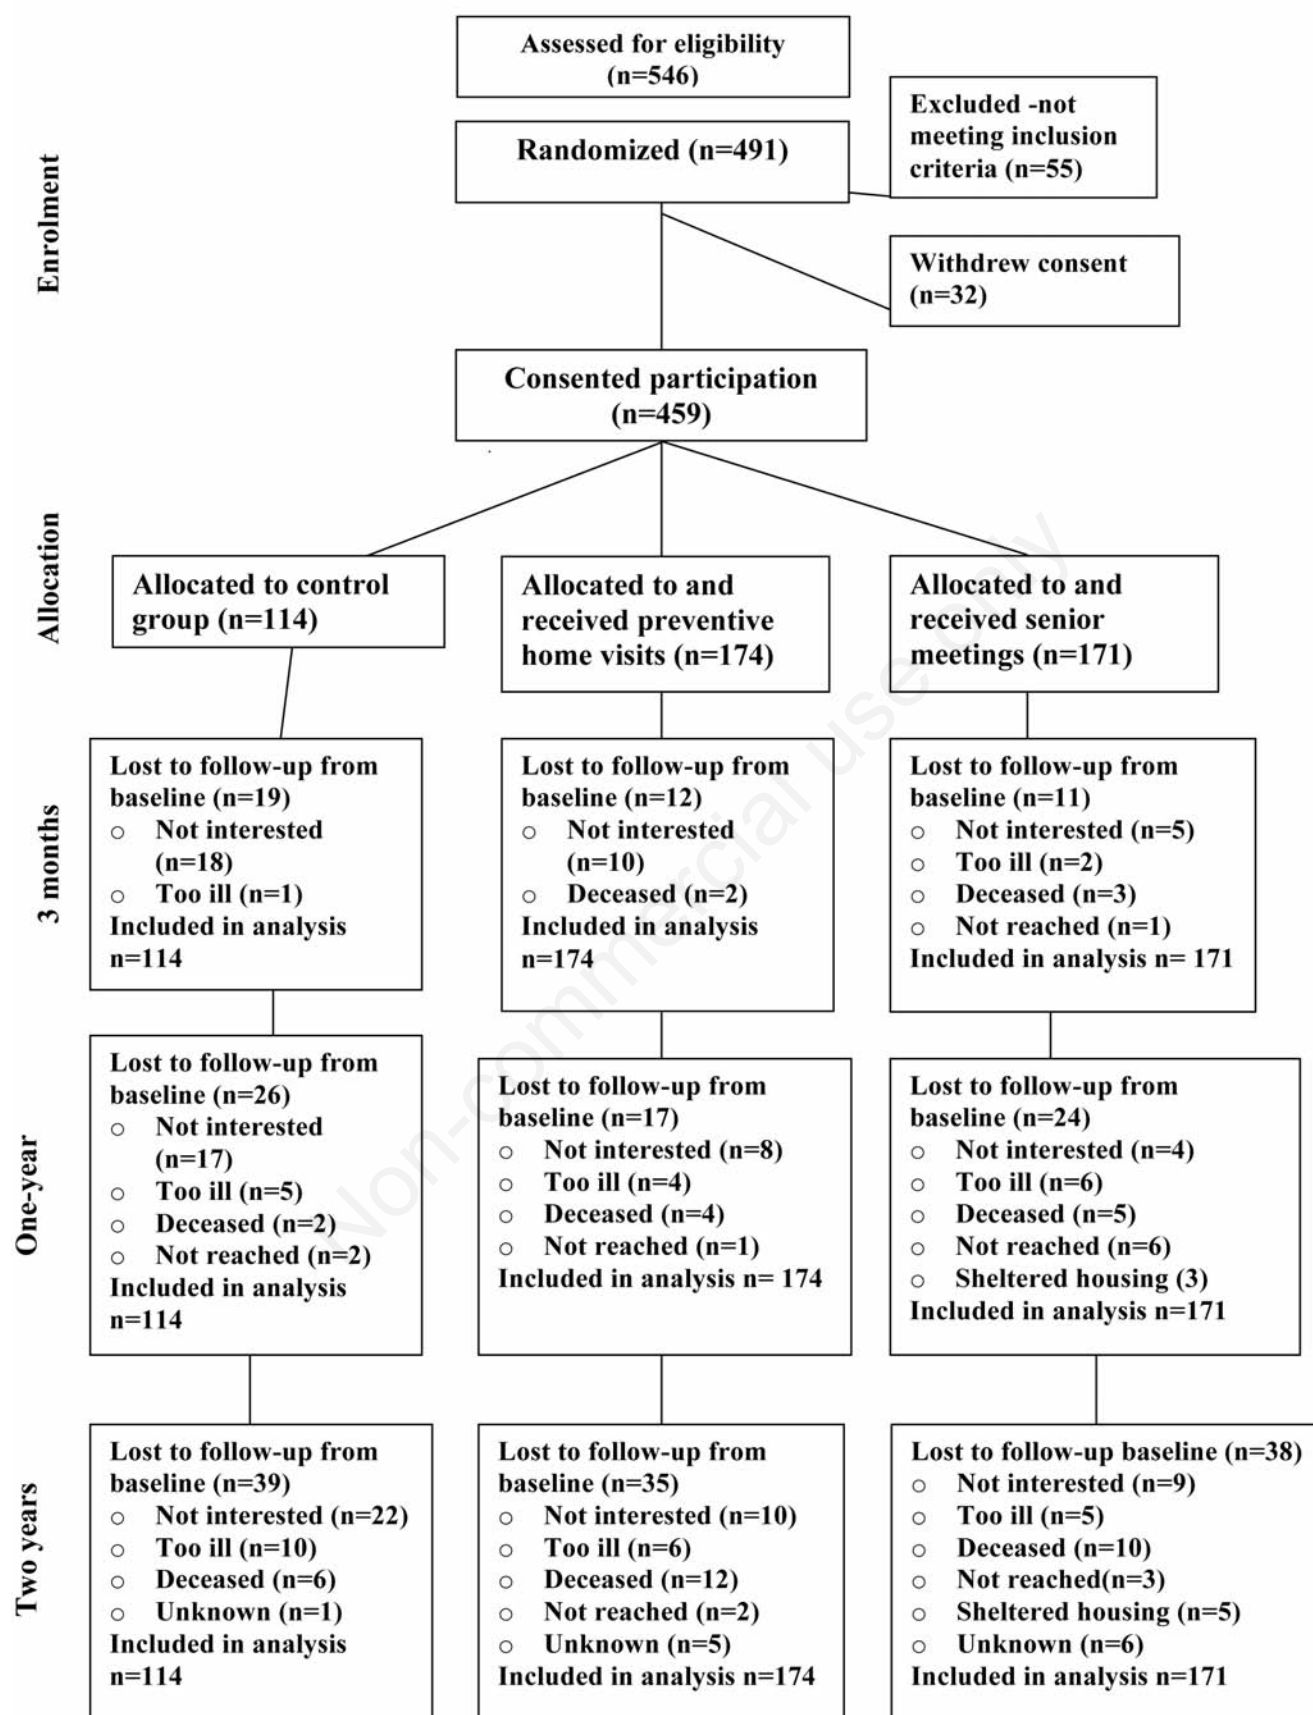 Assessed for eligibility
(n=546)
Excluded -not
meeting inclusion
criteria (n=55)
Randomized (n=491)
Withdrew consent
(n=32)
Consented participation
(n=459)
Enrolment
Allocation
Allocated to control
group (n=114)
Allocated to and
received preventive
home visits (n=174)
Allocated to and
received senior
meetings (n=171)
3 months
Lost to follow-up from
baseline (n=19)
o Not interested
(n=18)
o Too ill (n=1)
Included in analysis
n=114
Lost to follow-up from
baseline (n=12)
o Not interested
(n=10)
o Deceased (n=2)
Included in analysis
n=174
Lost to follow-up from
baseline (n=11)
o Not interested (n=5)
o Too ill (n=2)
o Deceased (n=3)
o Not reached (n=1)
Included in analysis n= 171
One-year
Lost to follow-up from
baseline (n=26)
o Not interested
(n=17)
o Too ill (n=5)
o Deceased (n=2)
o Not reached (n=2)
Included in analysis
n=114
Lost to follow-up from
baseline (n=17)
o Not interested (n=8)
o Too ill (n=4)
o Deceased (n=4)
o Not reached (n=1)
Included in analysis n= 174
Lost to follow-up from
baseline (n=24)
o Not interested (n=4)
o Too ill (n=6)
o Deceased (n=5)
o Not reached (n=6)
o Sheltered housing (3)
Included in analysis n=171
Two years
Lost to follow-up from
baseline (n=39)
o Not interested (n=22)
o Too ill (n=10)
o Deceased (n=6)
o Unknown (n=1)
Included in analysis
n=114
Lost to follow-up from
baseline (n=35)
o Not interested (n=10)
o Too ill (n=6)
o Deceased (n=12)
o Not reached (n=2)
o Unknown (n=5)
Included in analysis n=174
Lost to follow-up baseline (n=38)
o Not interested (n=9)
o Too ill (n=5)
o Deceased (n=10)
o Not reached(n=3)
o Sheltered housing (n=5)
o Unknown (n=6)
Included in analysis n=171
Non-commercial use only